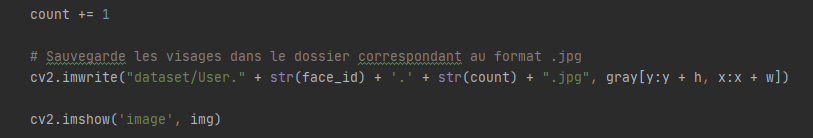 count += 1
# Sauvegarde les visages dans le dossier correspondant au format .jpg
cv2.imwrite("dataset/User." + str(face_id) + '.' + str(count) + ".jpg", gray[y:y + h, x:x + w])
cv2.imshow('image', img)